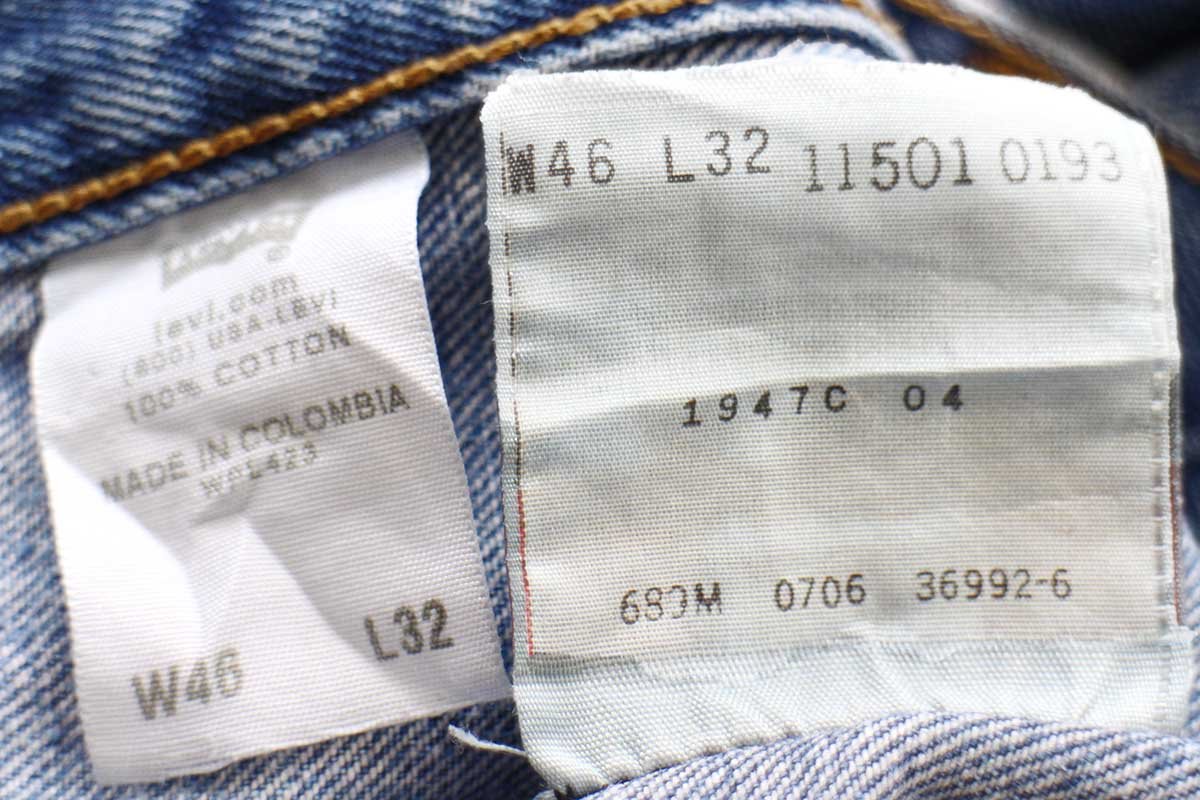 levi.com
(800) USA-LEVI
100% COTTON
MADE IN COLOMBIA
WPL423
W46 L32
W46 L32 11501 0193
1947C 04
0706 36992-6